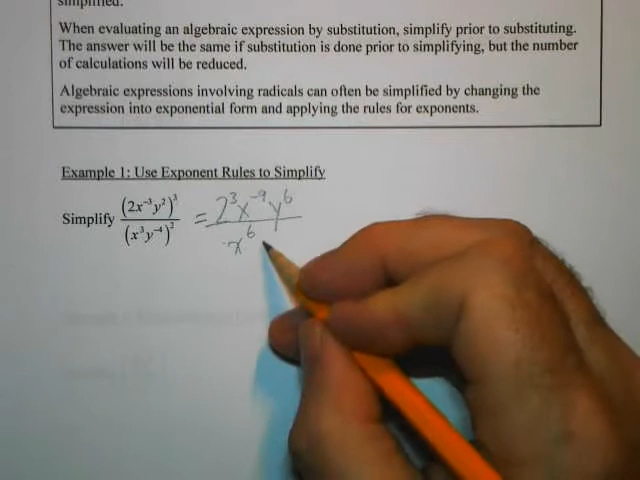 simplified.
When evaluating an algebraic expression by substitution, simplify prior to substituting.
The answer will be the same if substitution is done prior to simplifying, but the number
of calculations will be reduced.
Algebraic expressions involving radicals can often be simplified by changing the
expression into exponential form and applying the rules for exponents.
Example 1: Use Exponent Rules to Simplify
Simplify (2x⁻³y²)³ / (x³y⁻⁴)² = 2³x⁻⁹y⁶ / x⁶